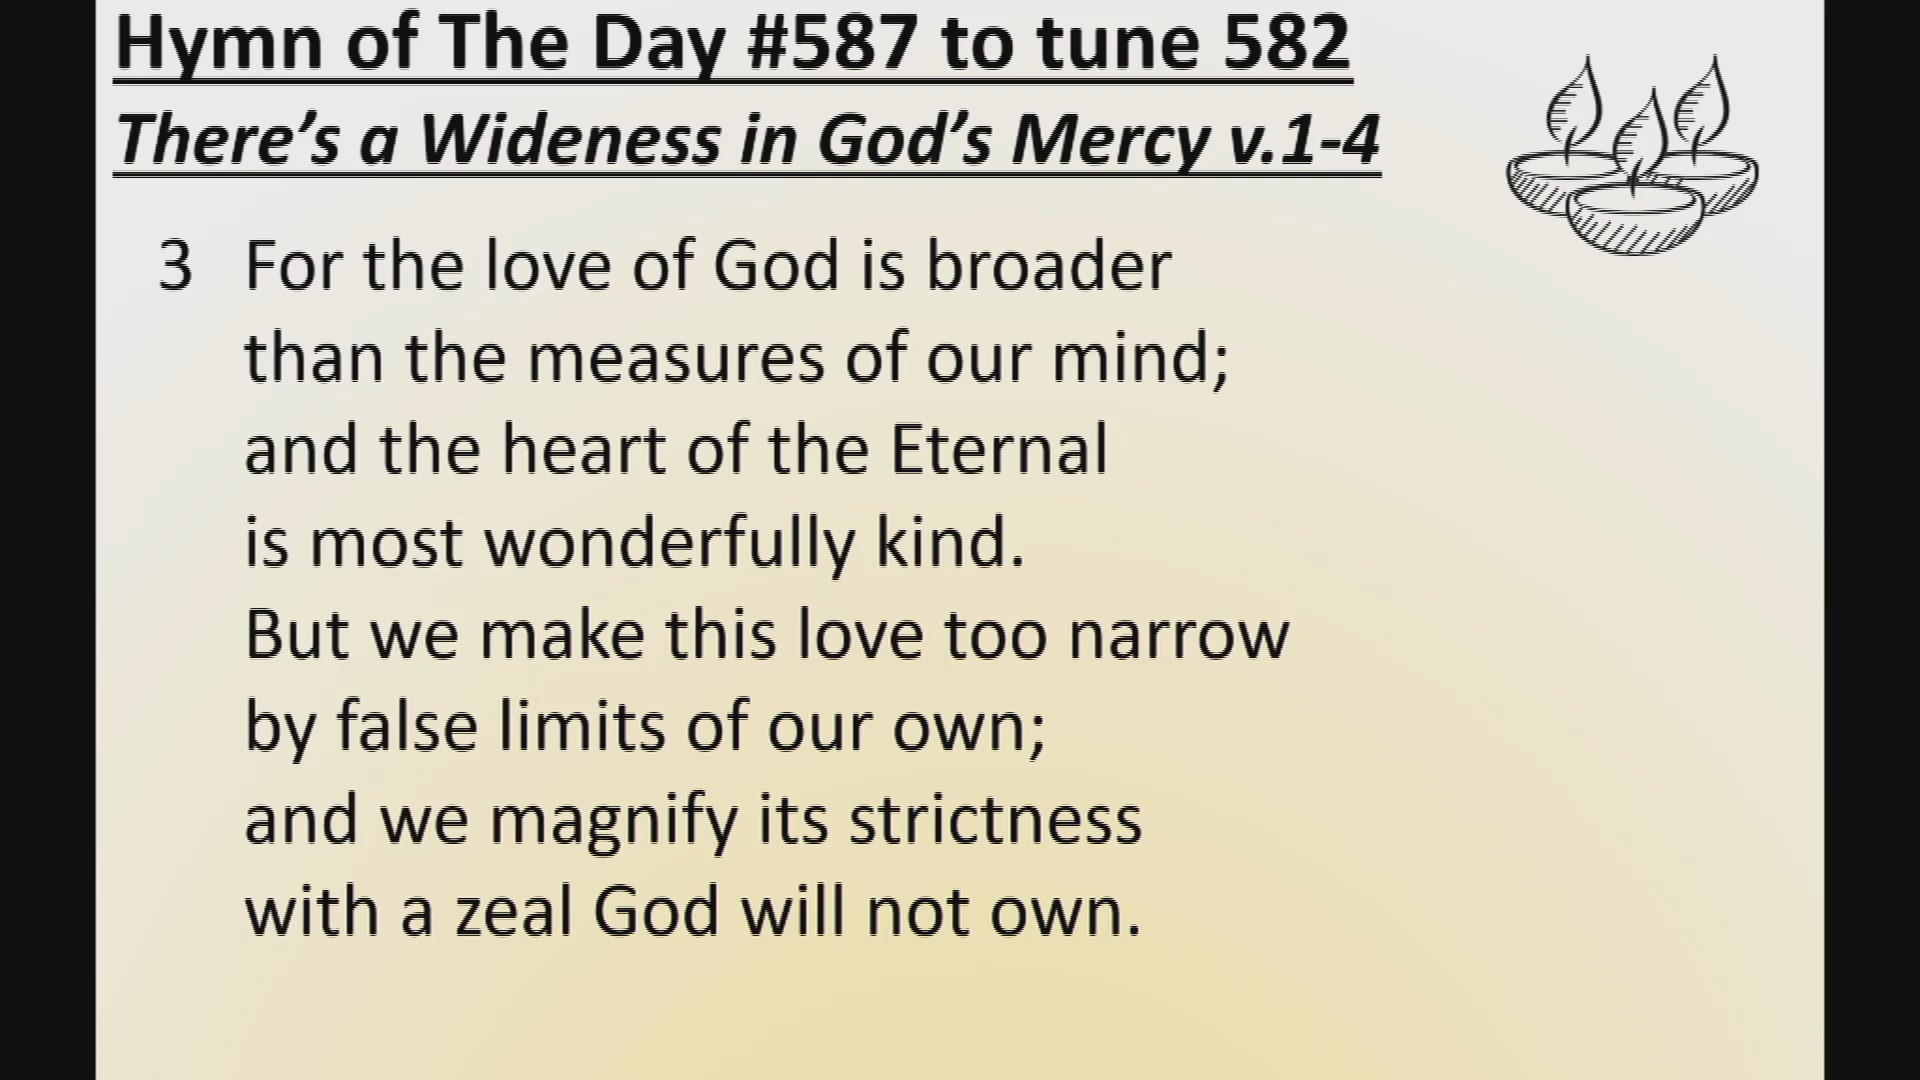 Hymn of The Day #587 to tune 582
There’s a Wideness in God’s Mercy v.1-4
3 For the love of God is broader
than the measures of our mind;
and the heart of the Eternal
is most wonderfully kind.
But we make this love too narrow
by false limits of our own;
and we magnify its strictness
with a zeal God will not own.